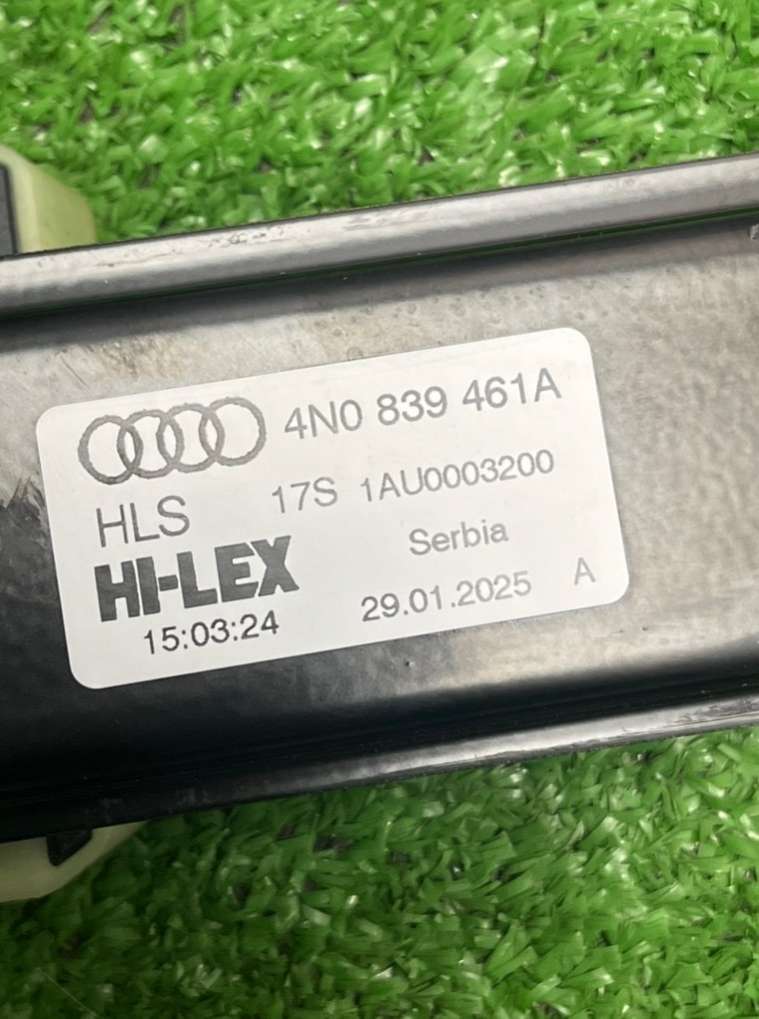 4N0 839 461A
HLS 17S 1AU0003200
HI-LEX Serbia
15:03:24 29.01.2025 A